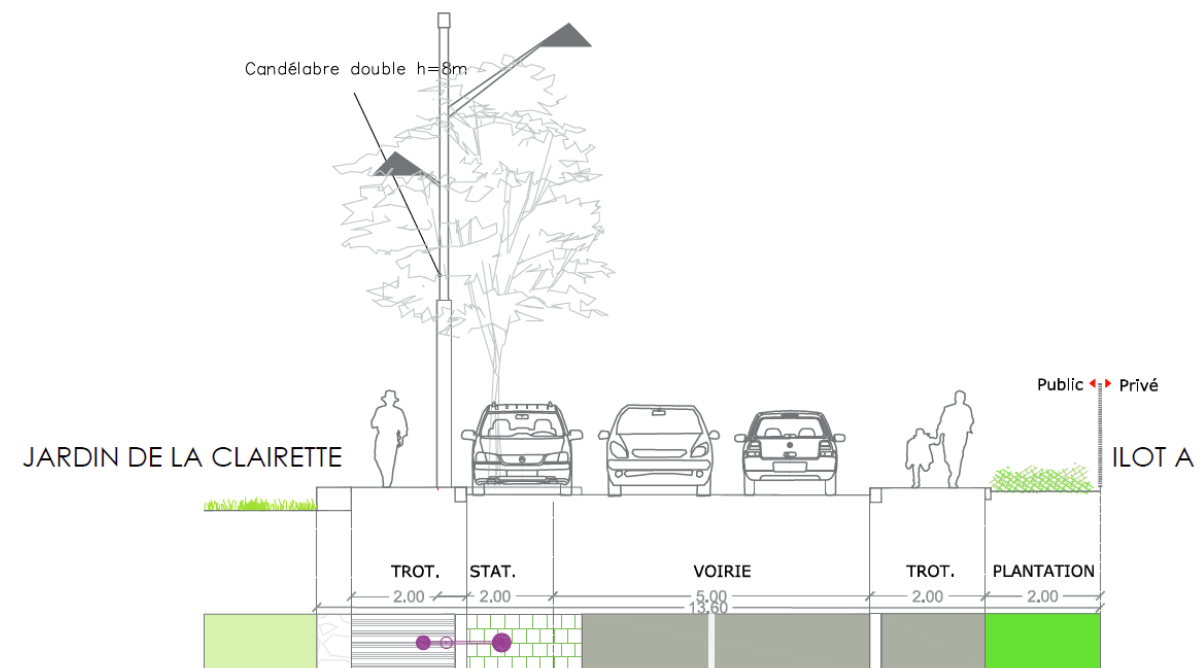 Candélabre double h=8m
Public Privé
JARDIN DE LA CLAIRETTE
ILOT A
TROT. STAT. VOIRIE TROT. PLANTATION
2.00 2.00 5.00 2.00 2.00
13.60